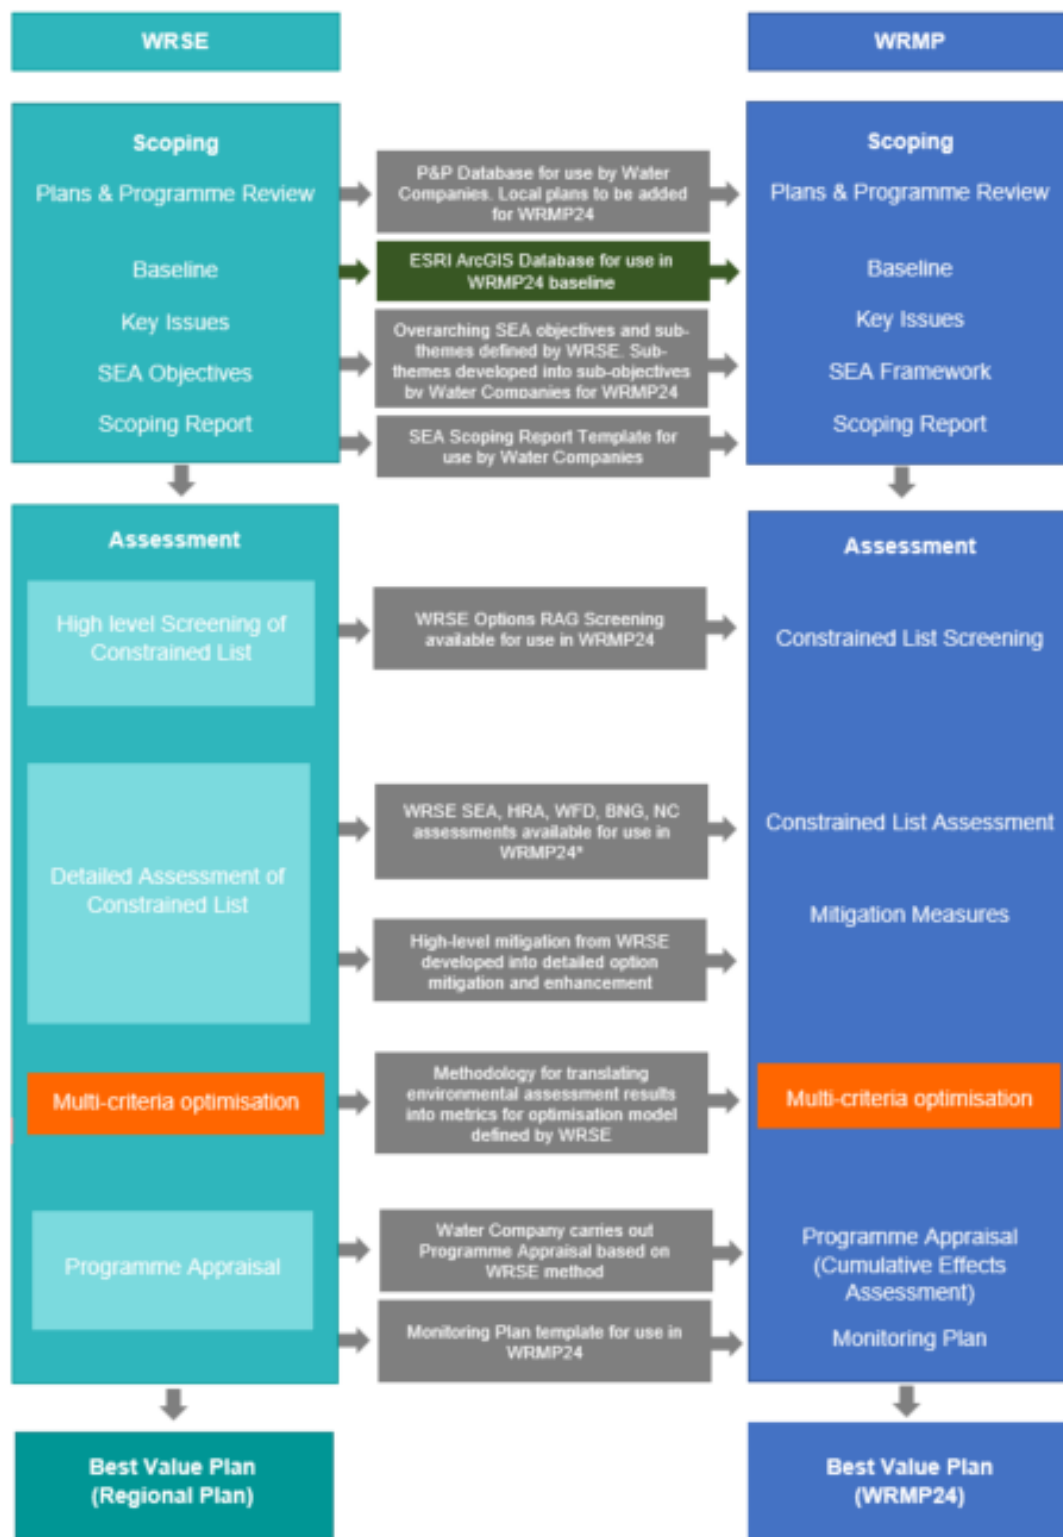 WRSE
WRMP
Scoping
Plans & Programme Review
Baseline
Key Issues
SEA Objectives
Scoping Report
P&P Database for use by Water
Companies. Local plans to be added
for WRMP24
ESRI ArcGIS Database for use in
WRMP24 baseline
Overarching SEA objectives and sub-
themes defined by WRSE. Sub-
themes developed into sub-objectives
by Water Companies for WRMP24
SEA Scoping Report Template for
use by Water Companies
Scoping
Plans & Programme Review
Baseline
Key Issues
SEA Framework
Scoping Report
Assessment
High level Screening of
Constrained List
Detailed Assessment of
Constrained List
Multi-criteria optimisation
Programme Appraisal
WRSE Options RAG Screening
available for use in WRMP24
WRSE SEA, HRA, WFD, BNG, NC
assessments available for use in
WRMP24*
High-level mitigation from WRSE
developed into detailed option
mitigation and enhancement
Methodology for translating
environmental assessment results
into metrics for optimisation model
defined by WRSE
Water Company carries out
Programme Appraisal based on
WRSE method
Monitoring Plan template for use in
WRMP24
Assessment
Constrained List Screening
Constrained List Assessment
Mitigation Measures
Multi-criteria optimisation
Programme Appraisal
(Cumulative Effects
Assessment)
Monitoring Plan
Best Value Plan
(Regional Plan)
Best Value Plan
(WRMP24)